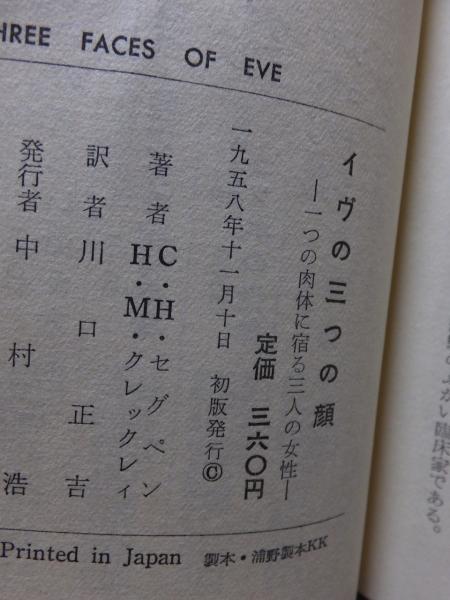 HREE FACES OF EVE
イヴの三つの顔
―一つの肉体に宿る三人の女性―
定価 三六〇円
一九五八年十一月十日 初版発行©
著者 C・H・セグペン
H・M・クレックレイ
訳者 川口正吉
発行者 中村浩
Printed in Japan 製本・浦野製本KK
ふかい臨床家である。